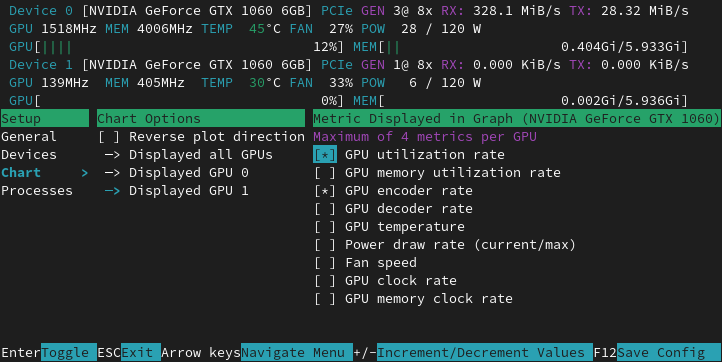 Device 0 [NVIDIA GeForce GTX 1060 6GB] PCIe GEN 3@ 8x RX: 328.1 MiB/s TX: 28.32 MiB/s
GPU 1518MHz MEM 4006MHz TEMP 45°C FAN 27% POW 28 / 120 W
GPU[|||| 12%] MEM[|| 0.404Gi/5.933Gi]
Device 1 [NVIDIA GeForce GTX 1060 6GB] PCIe GEN 1@ 8x RX: 0.000 KiB/s TX: 0.000 KiB/s
GPU 139MHz MEM 405MHz TEMP 30°C FAN 33% POW 6 / 120 W
GPU[ 0%] MEM[ 0.002Gi/5.936Gi]
Setup Chart Options Metric Displayed in Graph (NVIDIA GeForce GTX 1060)
General [ ] Reverse plot direction Maximum of 4 metrics per GPU
Devices —> Displayed all GPUs [*] GPU utilization rate
Chart > —> Displayed GPU 0 [ ] GPU memory utilization rate
Processes —> Displayed GPU 1 [*] GPU encoder rate
[ ] GPU decoder rate
[ ] GPU temperature
[ ] Power draw rate (current/max)
[ ] Fan speed
[ ] GPU clock rate
[ ] GPU memory clock rate
EnterToggle ESCExit Arrow keysNavigate Menu +/-Increment/Decrement Values F12Save Config